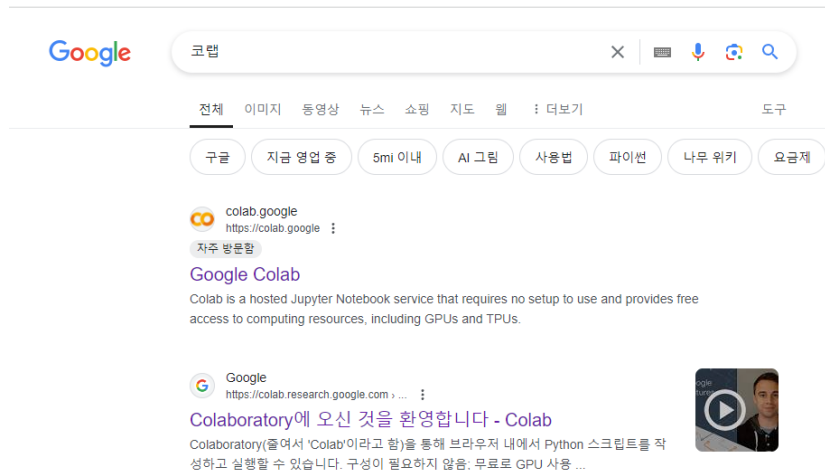 Google
코랩
전체 이미지 동영상 뉴스 쇼핑 지도 웹 더보기 도구
구글 지금 영업 중 5mi 이내 AI 그림 사용법 파이썬 나무 위키 요금제
colab.google
https://colab.google
자주 방문함
Google Colab
Colab is a hosted Jupyter Notebook service that requires no setup to use and provides free
access to computing resources, including GPUs and TPUs.
Google
https://colab.research.google.com › ...
Colaboratory에 오신 것을 환영합니다 - Colab
Colaboratory(줄여서 'Colab'이라고 함)을 통해 브라우저 내에서 Python 스크립트를 작
성하고 실행할 수 있습니다. 구성이 필요하지 않음; 무료로 GPU 사용 ...